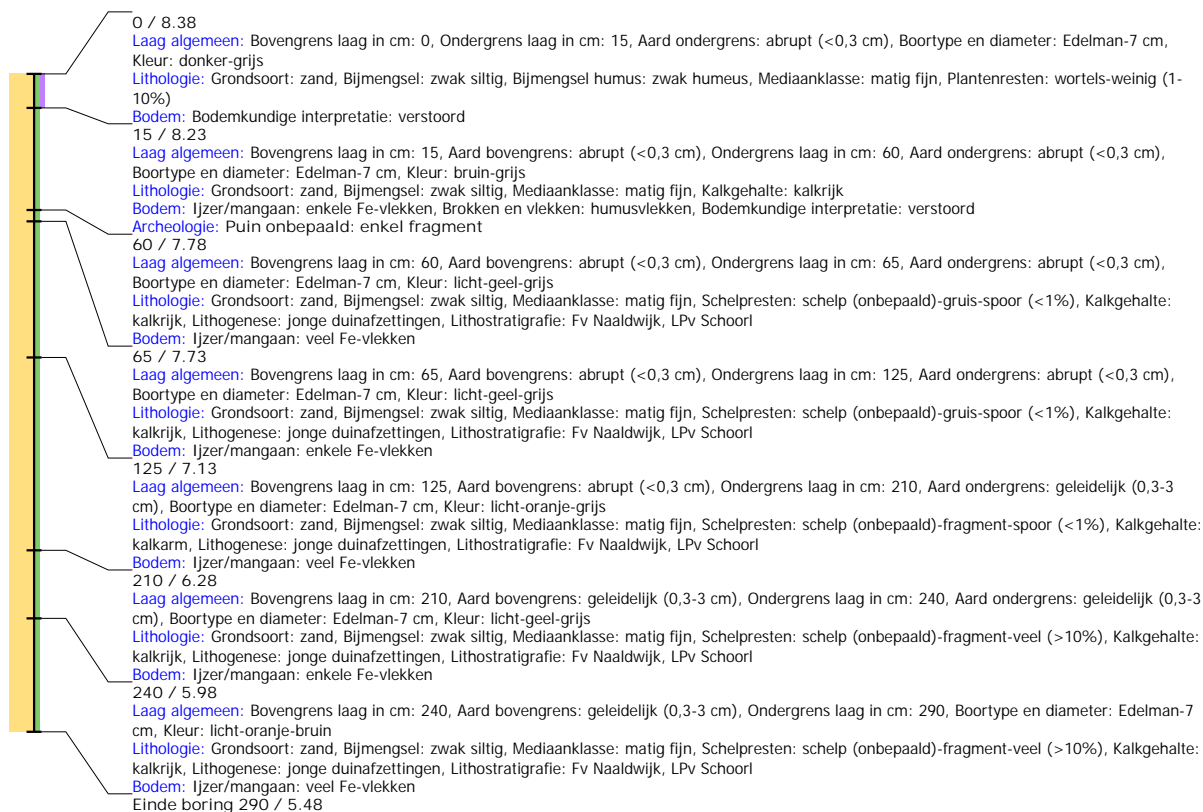 0 / 8.38
Laag algemeen: Bovengrens laag in cm: 0, Ondergrens laag in cm: 15, Aard ondergrens: abrupt (<0,3 cm), Boortype en diameter: Edelman-7 cm,
Kleur: donker-grijs
Lithologie: Grondsoort: zand, Bijmengsel: zwak siltig, Bijmengsel humus: zwak humeus, Mediaanklasse: matig fijn, Plantenresten: wortels-weinig (1-
10%)
Bodem: Bodemkundige interpretatie: verstoord
15 / 8.23
Laag algemeen: Bovengrens laag in cm: 15, Aard bovengrens: abrupt (<0,3 cm), Ondergrens laag in cm: 60, Aard ondergrens: abrupt (<0,3 cm),
Boortype en diameter: Edelman-7 cm, Kleur: bruin-grijs
Lithologie: Grondsoort: zand, Bijmengsel: zwak siltig, Mediaanklasse: matig fijn, Kalkgehalte: kalkrijk
Bodem: Ijzer/mangaan: enkele Fe-vlekken, Brokken en vlekken: humusvlekken, Bodemkundige interpretatie: verstoord
Archeologie: Puin onbepaald: enkel fragment
60 / 7.78
Laag algemeen: Bovengrens laag in cm: 60, Aard bovengrens: abrupt (<0,3 cm), Ondergrens laag in cm: 65, Aard ondergrens: abrupt (<0,3 cm),
Boortype en diameter: Edelman-7 cm, Kleur: licht-geel-grijs
Lithologie: Grondsoort: zand, Bijmengsel: zwak siltig, Mediaanklasse: matig fijn, Schelpresten: schelp (onbepaald)-gruis-spoor (<1%), Kalkgehalte:
kalkrijk, Lithogenese: jonge duinafzettingen, Lithostratigrafie: Fv Naaldwijk, LPv Schoorl
Bodem: Ijzer/mangaan: veel Fe-vlekken
65 / 7.73
Laag algemeen: Bovengrens laag in cm: 65, Aard bovengrens: abrupt (<0,3 cm), Ondergrens laag in cm: 125, Aard ondergrens: abrupt (<0,3 cm),
Boortype en diameter: Edelman-7 cm, Kleur: licht-geel-grijs
Lithologie: Grondsoort: zand, Bijmengsel: zwak siltig, Mediaanklasse: matig fijn, Schelpresten: schelp (onbepaald)-gruis-spoor (<1%), Kalkgehalte:
kalkrijk, Lithogenese: jonge duinafzettingen, Lithostratigrafie: Fv Naaldwijk, LPv Schoorl
Bodem: Ijzer/mangaan: enkele Fe-vlekken
125 / 7.13
Laag algemeen: Bovengrens laag in cm: 125, Aard bovengrens: abrupt (<0,3 cm), Ondergrens laag in cm: 210, Aard ondergrens: geleidelijk (0,3-3
cm), Boortype en diameter: Edelman-7 cm, Kleur: licht-oranje-grijs
Lithologie: Grondsoort: zand, Bijmengsel: zwak siltig, Mediaanklasse: matig fijn, Schelpresten: schelp (onbepaald)-fragment-spoor (<1%), Kalkgehalte:
kalkarm, Lithogenese: jonge duinafzettingen, Lithostratigrafie: Fv Naaldwijk, LPv Schoorl
Bodem: Ijzer/mangaan: veel Fe-vlekken
210 / 6.28
Laag algemeen: Bovengrens laag in cm: 210, Aard bovengrens: geleidelijk (0,3-3 cm), Ondergrens laag in cm: 240, Aard ondergrens: geleidelijk (0,3-3
cm), Boortype en diameter: Edelman-7 cm, Kleur: licht-geel-grijs
Lithologie: Grondsoort: zand, Bijmengsel: zwak siltig, Mediaanklasse: matig fijn, Schelpresten: schelp (onbepaald)-fragment-veel (>10%), Kalkgehalte:
kalkrijk, Lithogenese: jonge duinafzettingen, Lithostratigrafie: Fv Naaldwijk, LPv Schoorl
Bodem: Ijzer/mangaan: enkele Fe-vlekken
240 / 5.98
Laag algemeen: Bovengrens laag in cm: 240, Aard bovengrens: geleidelijk (0,3-3 cm), Ondergrens laag in cm: 290, Boortype en diameter: Edelman-7
cm, Kleur: licht-oranje-bruin
Lithologie: Grondsoort: zand, Bijmengsel: zwak siltig, Mediaanklasse: matig fijn, Schelpresten: schelp (onbepaald)-fragment-veel (>10%), Kalkgehalte:
kalkrijk, Lithogenese: jonge duinafzettingen, Lithostratigrafie: Fv Naaldwijk, LPv Schoorl
Bodem: Ijzer/mangaan: veel Fe-vlekken
Einde boring 290 / 5.48